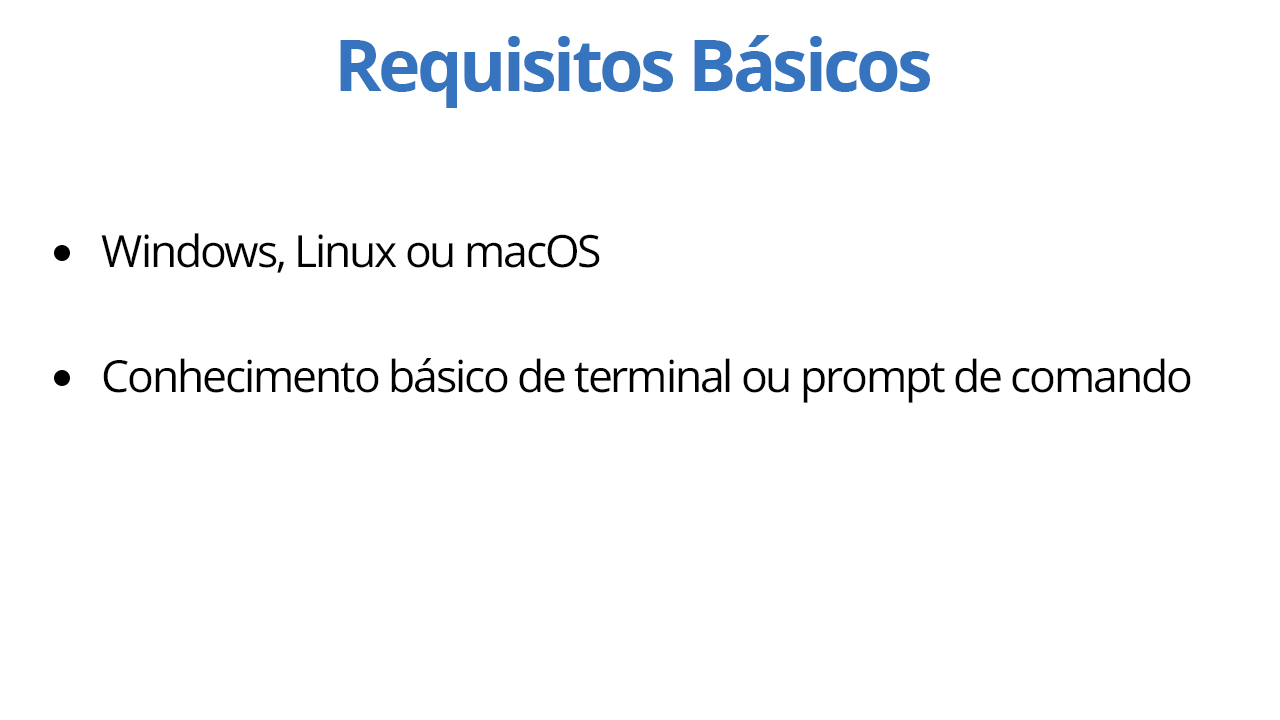 Requisitos Básicos
• Windows, Linux ou macOS
• Conhecimento básico de terminal ou prompt de comando